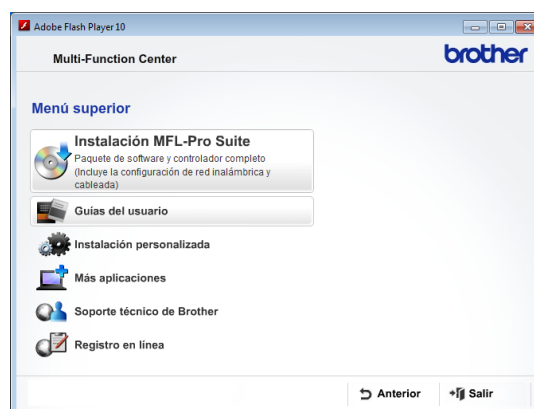 Adobe Flash Player 10
Multi-Function Center
brother
Menú superior
Instalación MFL-Pro Suite
Paquete de software y controlador completo
(Incluye la configuración de red inalámbrica y
cableada)
Guías del usuario
Instalación personalizada
Más aplicaciones
Soporte técnico de Brother
Registro en línea
Anterior
Salir